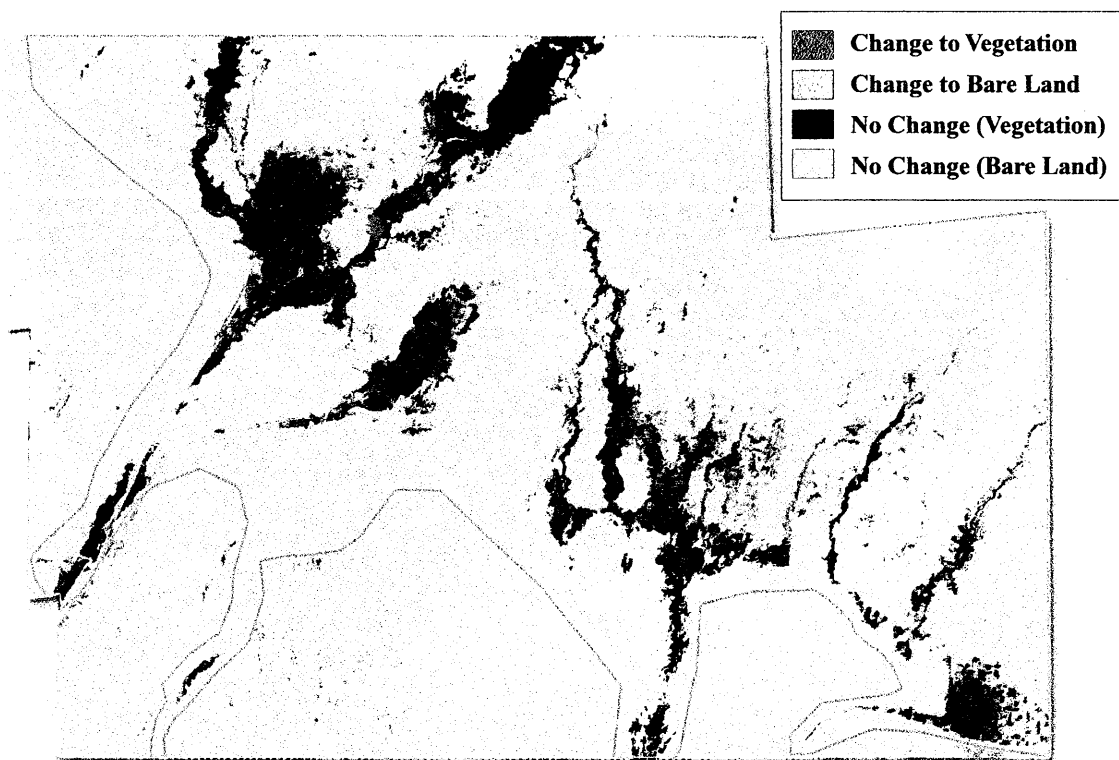 Change to Vegetation
Change to Bare Land
No Change (Vegetation)
No Change (Bare Land)